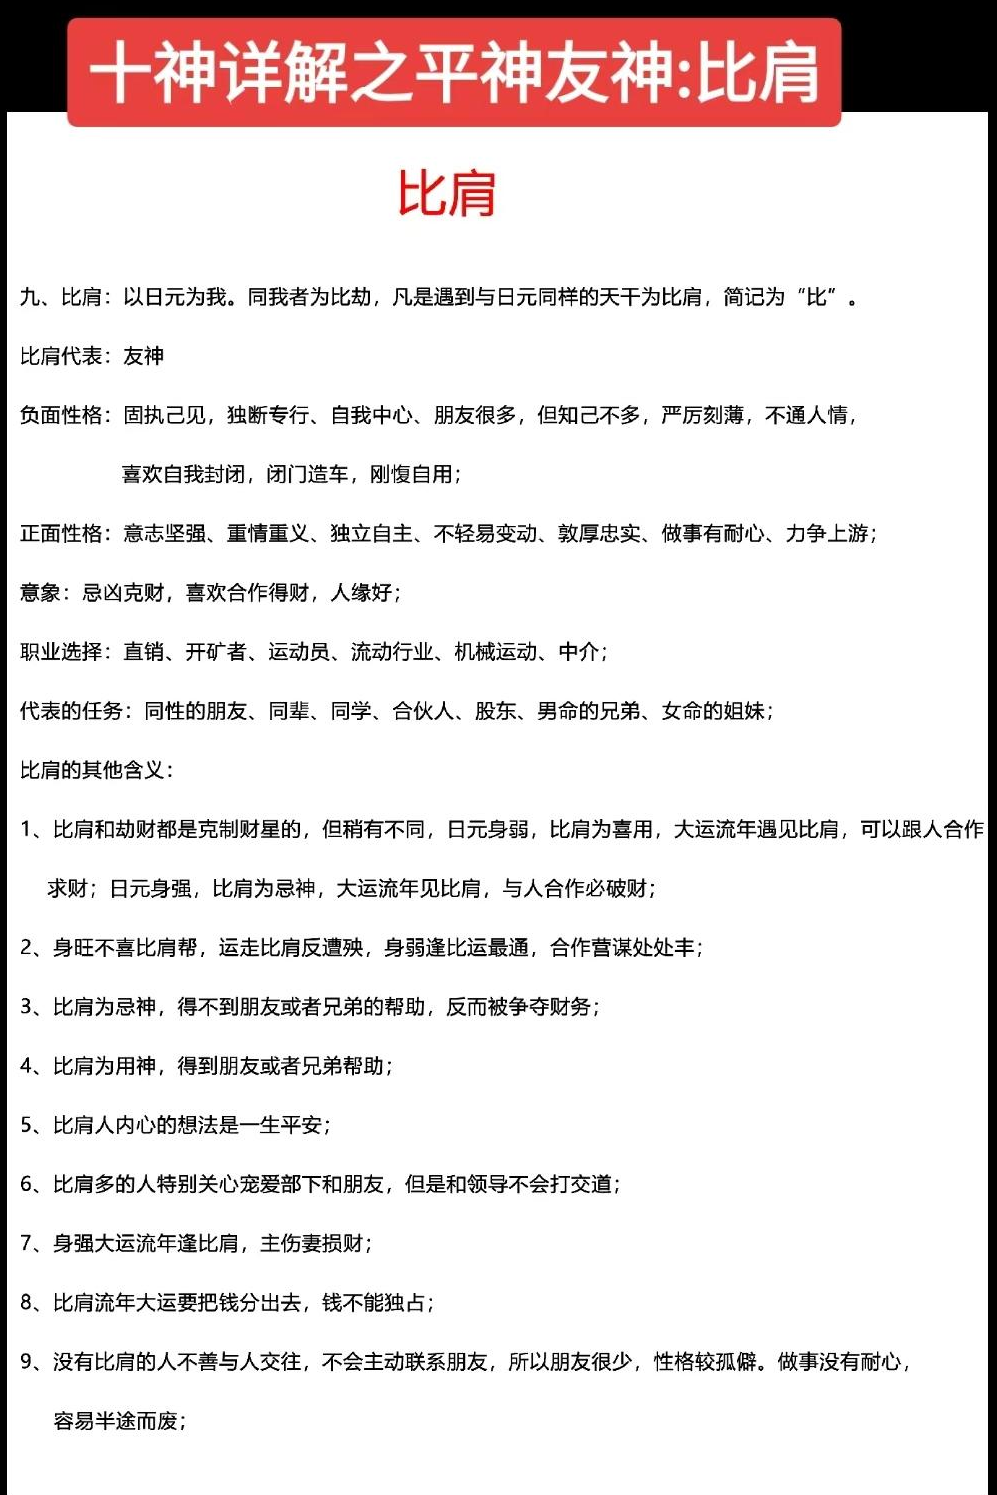 十神详解之平神友神:比肩
比肩
九、比肩：以日元为我。同我者为比劫，凡是遇到与日元同样的天干为比肩，简记为“比”。
比肩代表：友神
负面性格：固执己见，独断专行、自我中心、朋友很多，但知己不多，严厉刻薄，不通人情，
喜欢自我封闭，闭门造车，刚愎自用；
正面性格：意志坚强、重情重义、独立自主、不轻易变动、敦厚忠实、做事有耐心、力争上游；
意象：忌凶克财，喜欢合作得财，人缘好；
职业选择：直销、开矿者、运动员、流动行业、机械运动、中介；
代表的任务：同性的朋友、同辈、同学、合伙人、股东、男命的兄弟、女命的姐妹；
比肩的其他含义：
1、比肩和劫财都是克制财星的，但稍有不同，日元身弱，比肩为喜用，大运流年遇见比肩，可以跟人合作
求财；日元身强，比肩为忌神，大运流年见比肩，与人合作必破财；
2、身旺不喜比肩帮，运走比肩反遭殃，身弱逢比运最通，合作营谋处处丰；
3、比肩为忌神，得不到朋友或者兄弟的帮助，反而被争夺财务；
4、比肩为用神，得到朋友或者兄弟帮助；
5、比肩人内心的想法是一生平安；
6、比肩多的人特别关心宠爱部下和朋友，但是和领导不会打交道；
7、身强大运流年逢比肩，主伤妻损财；
8、比肩流年大运要把钱分出去，钱不能独占；
9、没有比肩的人不善与人交往，不会主动联系朋友，所以朋友很少，性格较孤僻。做事没有耐心，
容易半途而废；